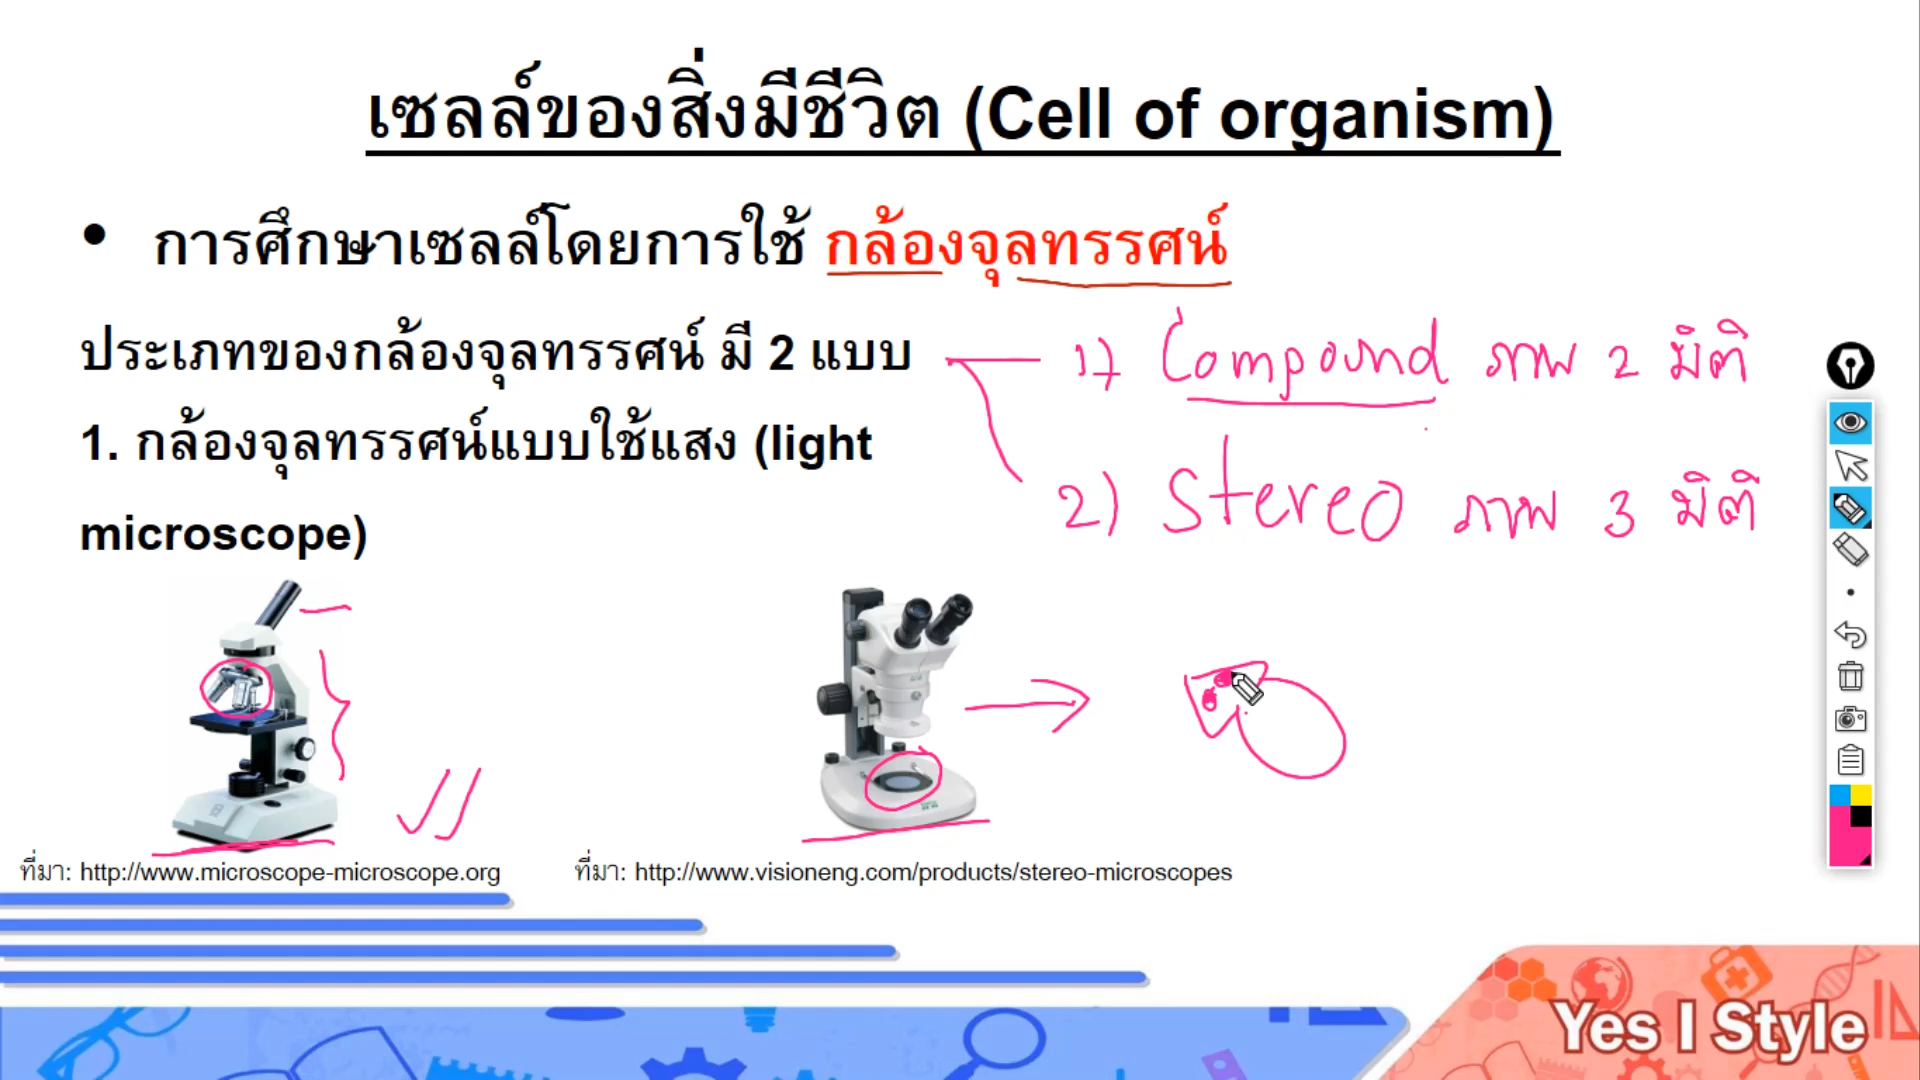 เซลล์ของสิ่งมีชีวิต (Cell of organism)
• การศึกษาเซลล์โดยการใช้ กล้องจุลทรรศน์
ประเภทของกล้องจุลทรรศน์ มี 2 แบบ
1) Compound ภาพ 2 มิติ
1. กล้องจุลทรรศน์แบบใช้แสง (light
microscope)
2) Stereo ภาพ 3 มิติ
ที่มา: http://www.microscope-microscope.org
ที่มา: http://www.visioneng.com/products/stereo-microscopes
Yes I Style